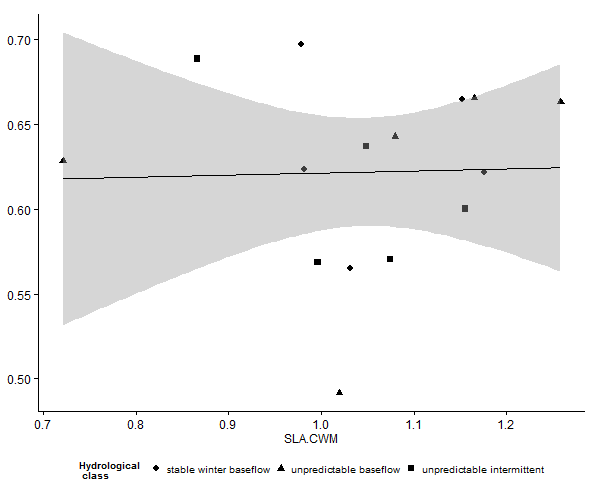 0.70
0.65
0.60
0.55
0.50
0.7 0.8 0.9 1.0 1.1 1.2
SLA.CWM
Hydrological
class
stable winter baseflow unpredictable baseflow unpredictable intermittent